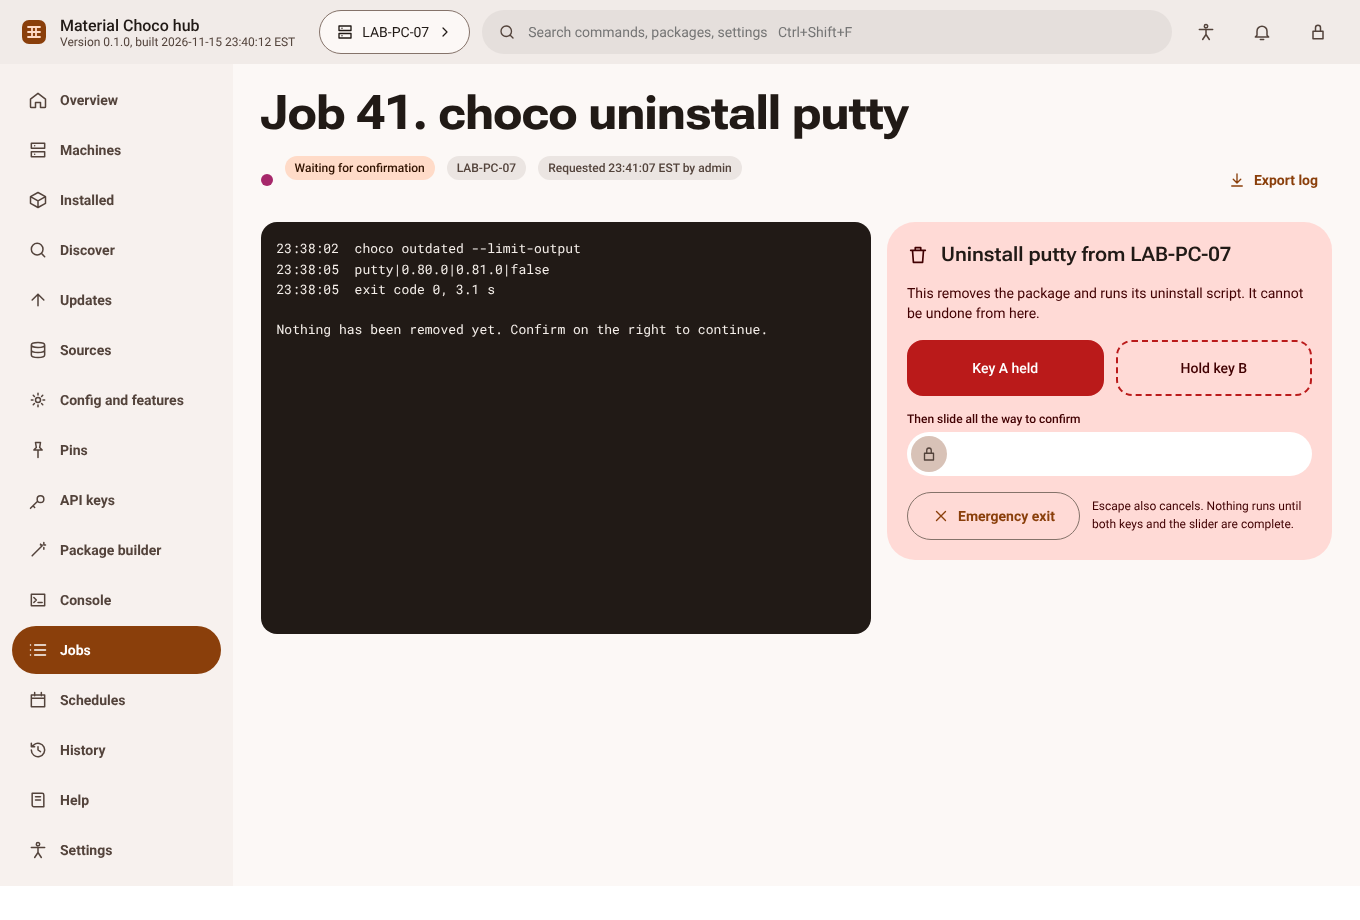 Material Choco hub
Version 0.1.0, built 2026-11-15 23:40:12 EST
LAB-PC-07
Search commands, packages, settings Ctrl+Shift+F
Overview
Machines
Installed
Discover
Updates
Sources
Config and features
Pins
API keys
Package builder
Console
Jobs
Schedules
History
Help
Settings
Job 41. choco uninstall putty
Waiting for confirmation
LAB-PC-07
Requested 23:41:07 EST by admin
Export log
23:38:02 choco outdated --limit-output
23:38:05 putty|0.80.0|0.81.0|false
23:38:05 exit code 0, 3.1 s
Nothing has been removed yet. Confirm on the right to continue.
Uninstall putty from LAB-PC-07
This removes the package and runs its uninstall script. It cannot
be undone from here.
Key A held
Hold key B
Then slide all the way to confirm
Emergency exit
Escape also cancels. Nothing runs until
both keys and the slider are complete.